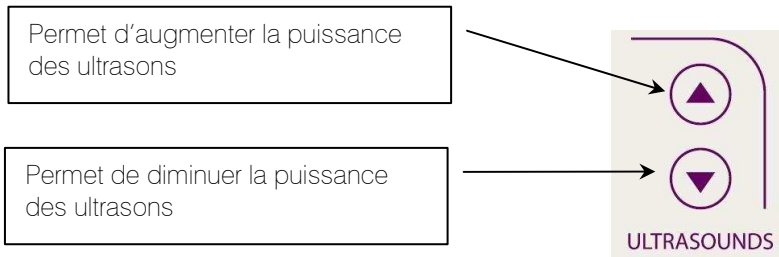 Permet d’augmenter la puissance
des ultrasons
Permet de diminuer la puissance
des ultrasons
ULTRASOUNDS